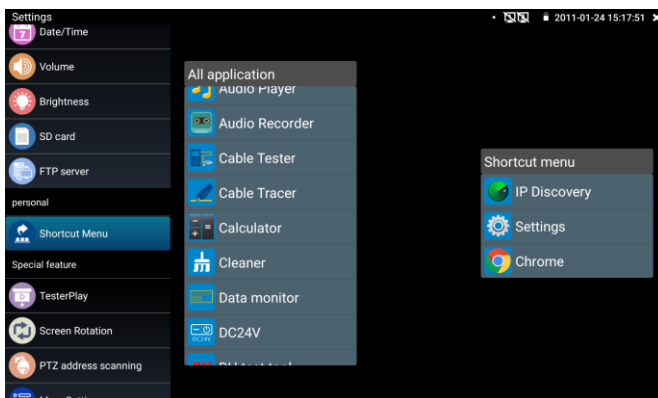 Settings
2011-01-24 15:17:51
Date/Time
Volume
Brightness
SD card
FTP server
personal
Shortcut Menu
Special feature
TesterPlay
Screen Rotation
PTZ address scanning
All application
Audio Player
Audio Recorder
Cable Tester
Cable Tracer
Calculator
Cleaner
Data monitor
DC24V
DC24V
Shortcut menu
IP Discovery
Settings
Chrome